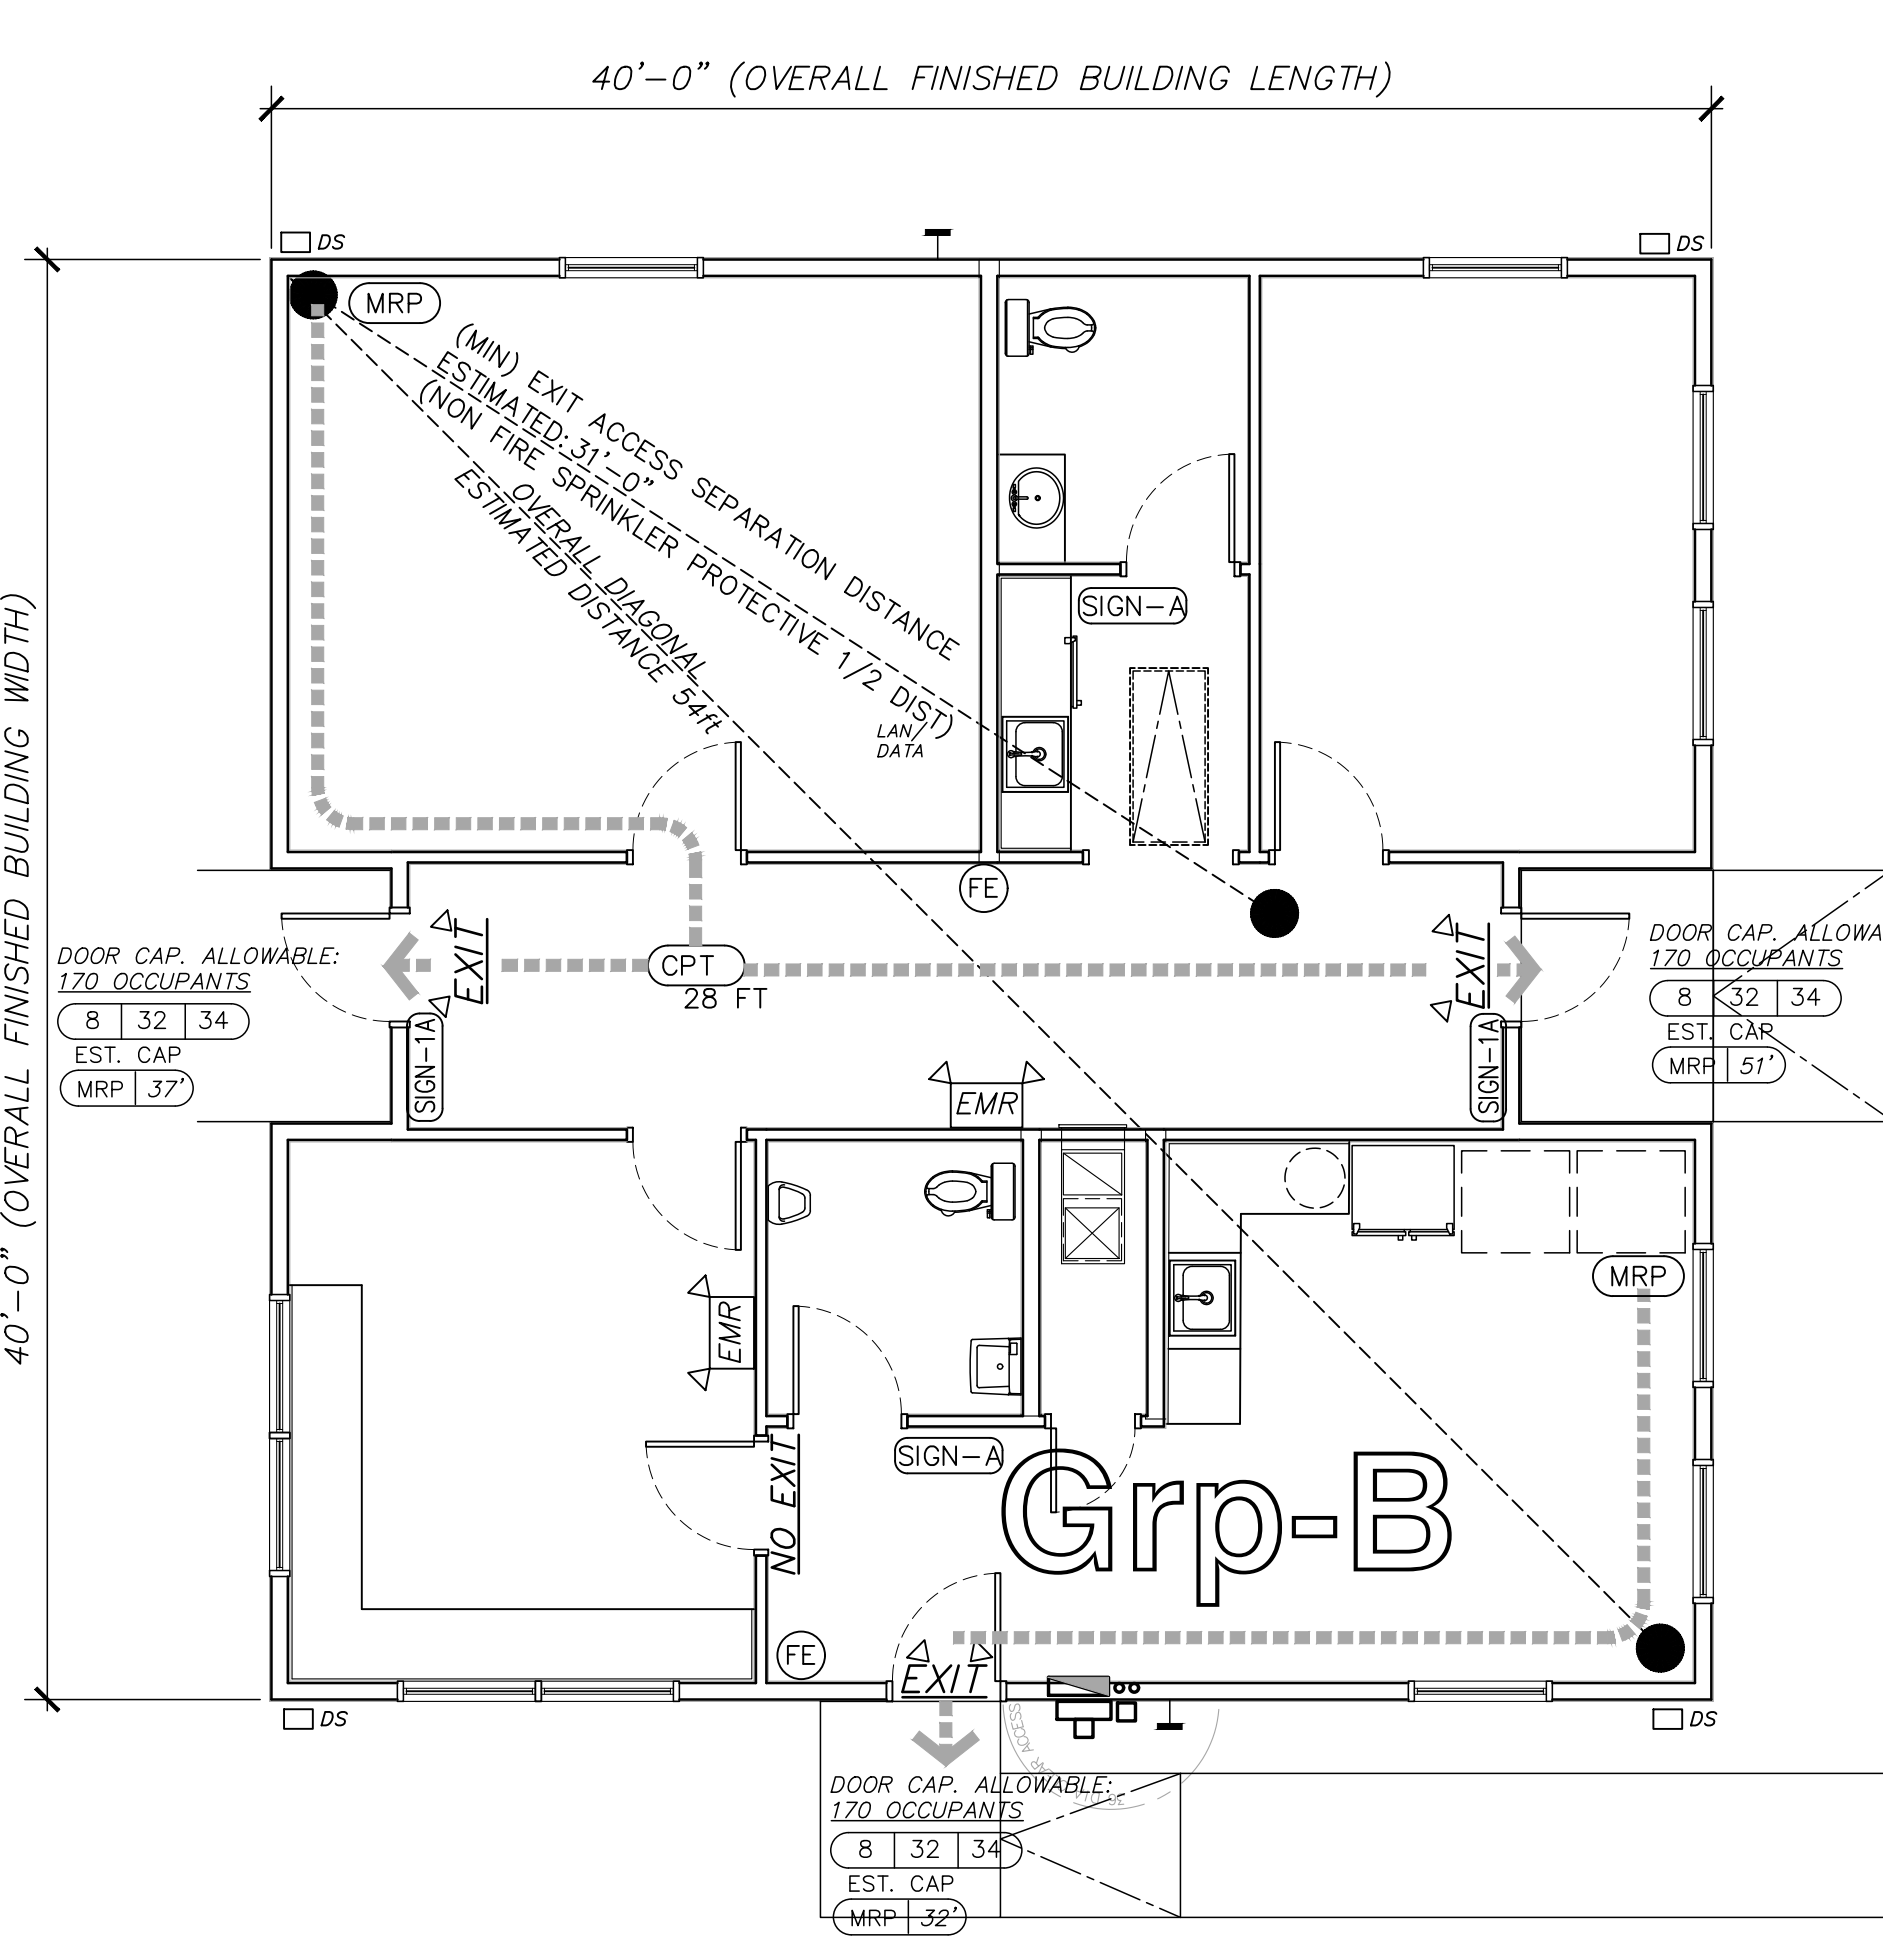 40'-0" (OVERALL FINISHED BUILDING LENGTH)
DS
DS
MRP
(MIN) EXIT ACCESS SEPARATION DISTANCE
ESTIMATED: 31'-0"
(NON FIRE SPRINKLER PROTECTIVE 1/2 DIST)
OVERALL DIAGONAL
ESTIMATED DISTANCE 54ft
SIGN-A
LAN/
DATA
40'-0" (OVERALL FINISHED BUILDING WIDTH)
FE
EXIT
EXIT
DOOR CAP. ALLOWABLE:
170 OCCUPANTS
8 32 34
EST. CAP
MRP 37'
CPT
28 FT
DOOR CAP. ALLOWA
170 OCCUPANTS
8 32 34
EST. CAP
MRP 51'
SIGN-1A
SIGN-1A
EMR
MRP
EMR
SIGN-A
NO EXIT
Grp-B
FE
EXIT
DS
DS
36 DIA
ACCESS
DOOR CAP. ALLOWABLE:
170 OCCUPANTS
8 32 34
EST. CAP
MRP 32'